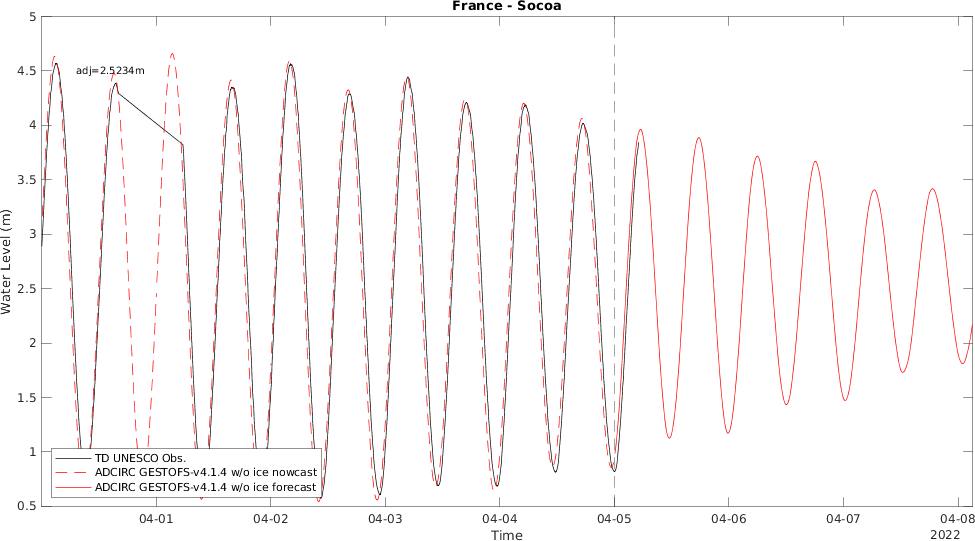 France - Socoa
5
4.5
4
3.5
3
2.5
2
1.5
1
0.5
Water Level (m)
adj=2.5234m
TD UNESCO Obs.
ADCIRC GESTOFS-v4.1.4 w/o ice nowcast
ADCIRC GESTOFS-v4.1.4 w/o ice forecast
04-01 04-02 04-03 04-04 04-05 04-06 04-07 04-08
Time 2022